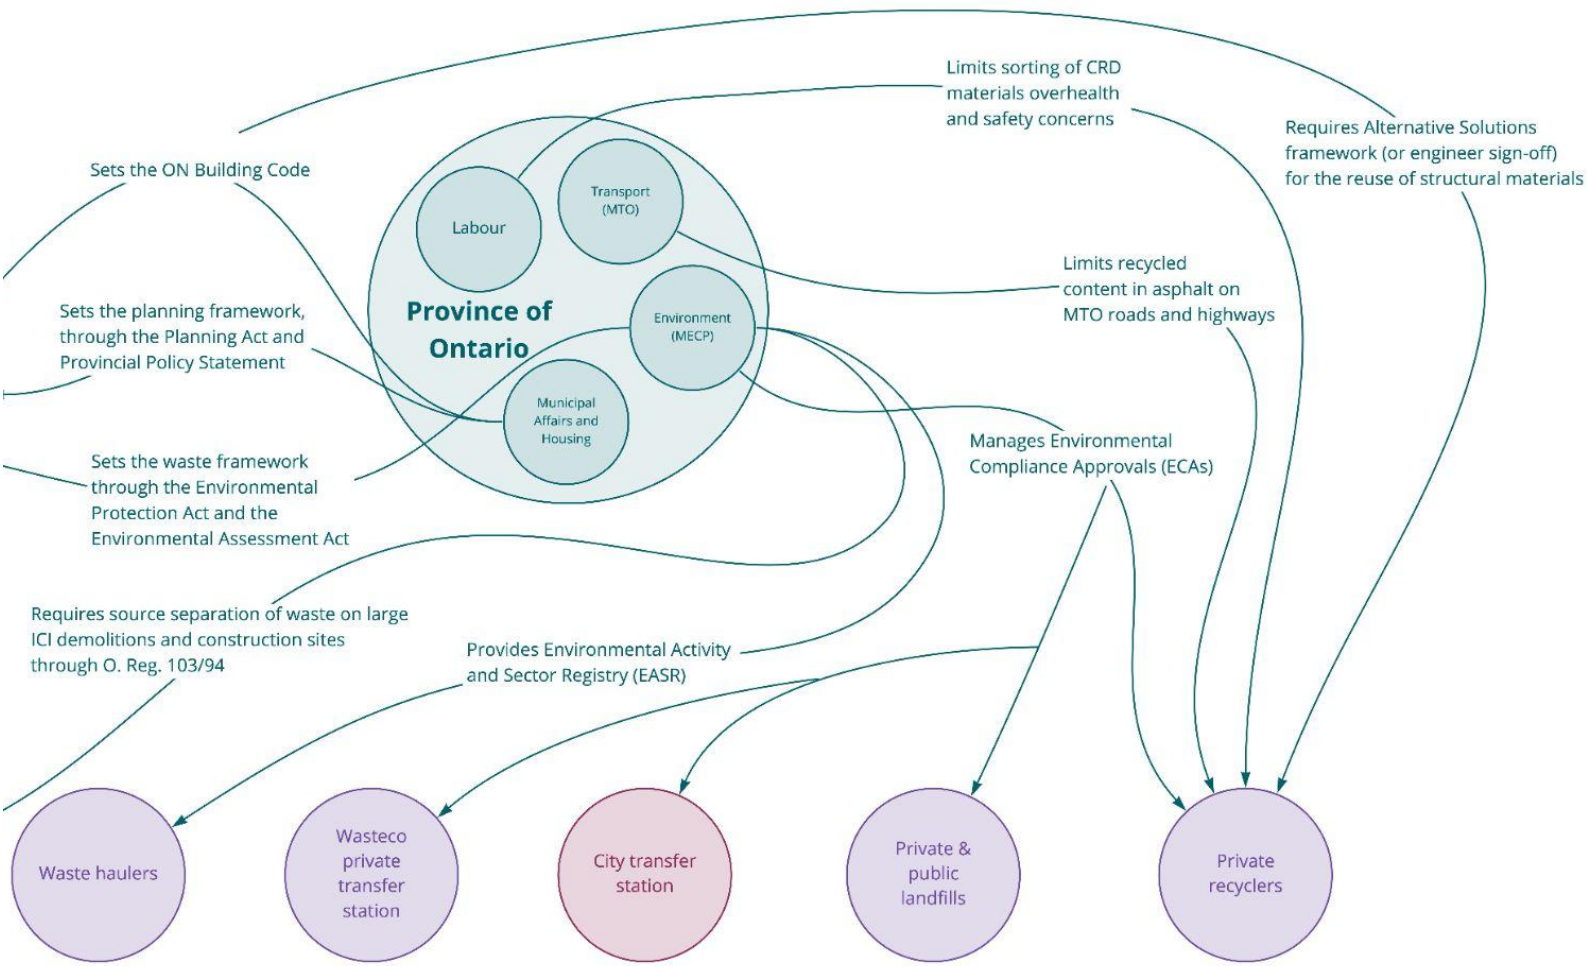 Limits sorting of CRD
materials overhealth
and safety concerns
Requires Alternative Solutions
framework (or engineer sign-off)
for the reuse of structural materials
Sets the ON Building Code
Transport
(MTO)
Labour
Limits recycled
content in asphalt on
MTO roads and highways
Sets the planning framework,
through the Planning Act and
Provincial Policy Statement
Province of
Ontario
Environment
(MECP)
Municipal
Affairs and
Housing
Manages Environmental
Compliance Approvals (ECAs)
Sets the waste framework
through the Environmental
Protection Act and the
Environmental Assessment Act
Requires source separation of waste on large
ICI demolitions and construction sites
through O. Reg. 103/94
Provides Environmental Activity
and Sector Registry (EASR)
Waste haulers
Wasteco
private
transfer
station
City transfer
station
Private &
public
landfills
Private
recyclers